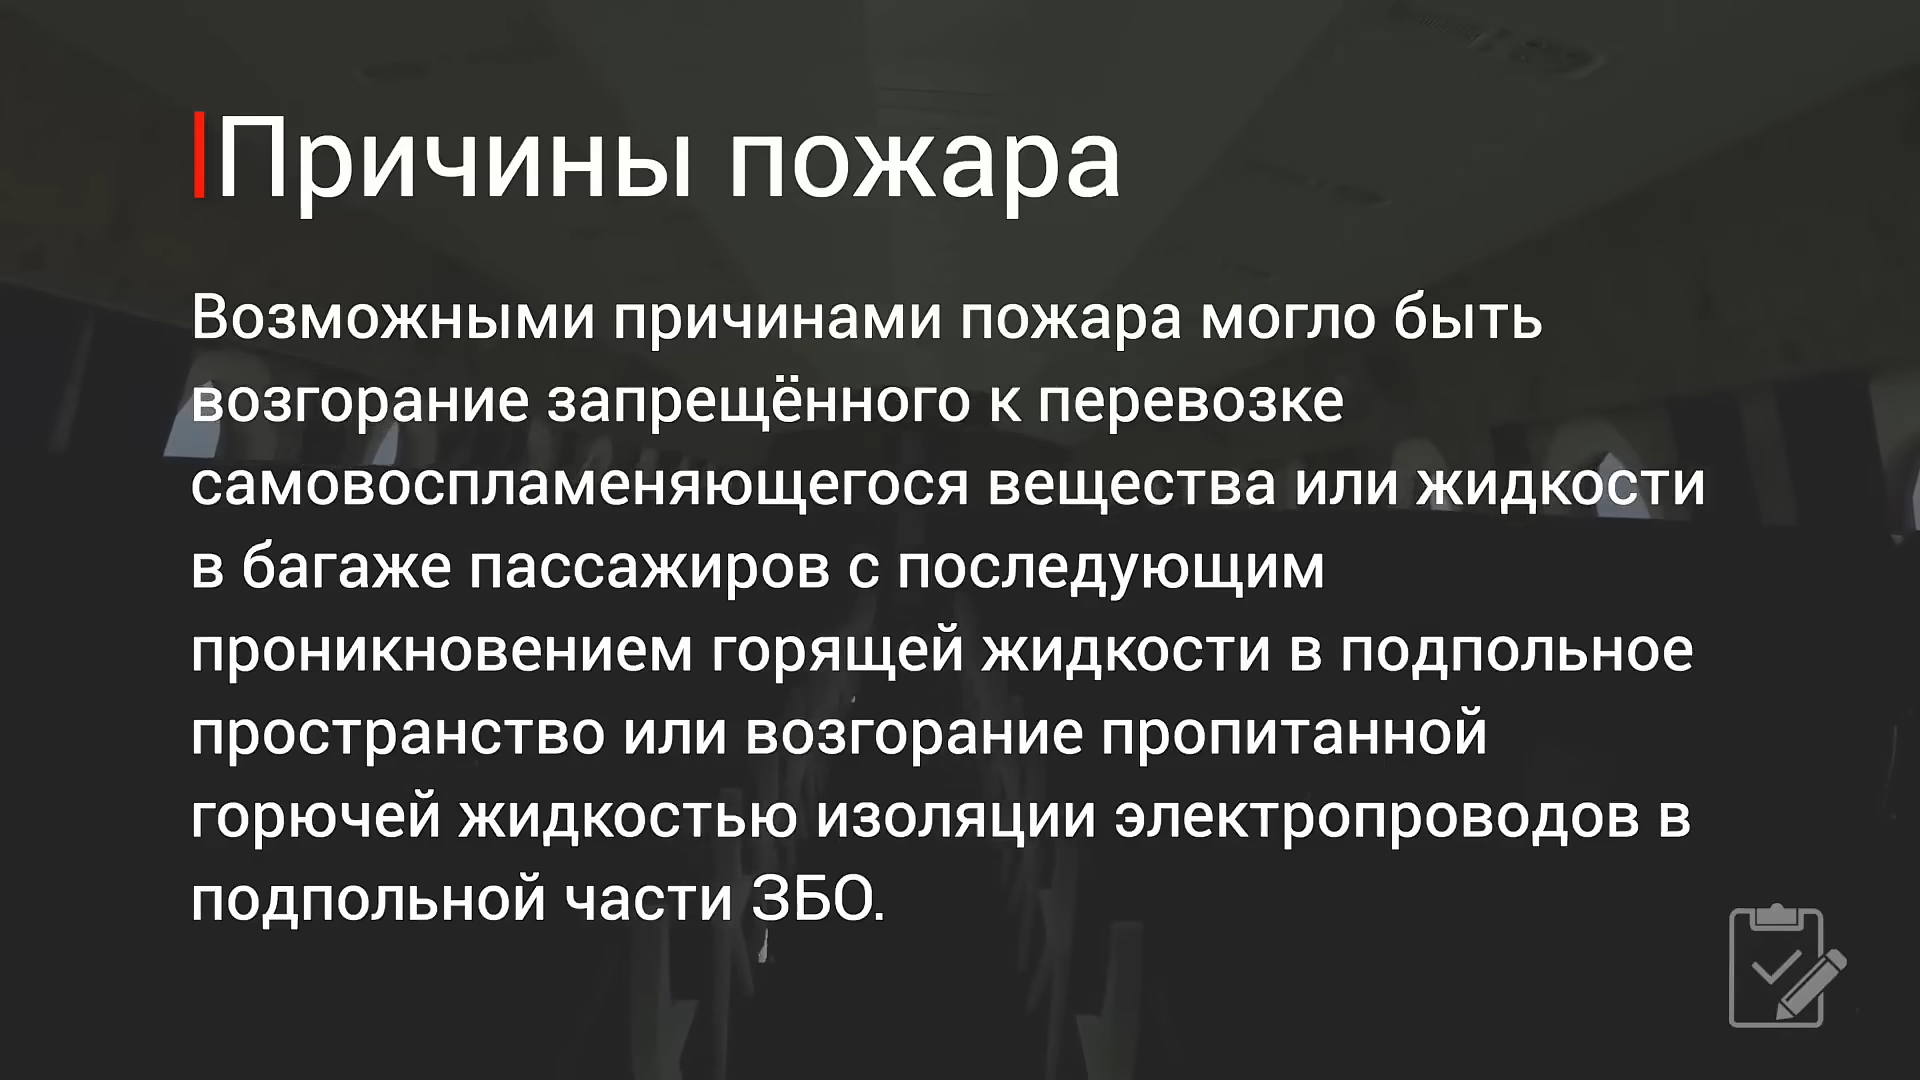 Причины пожара
Возможными причинами пожара могло быть
возгорание запрещённого к перевозке
самовоспламеняющегося вещества или жидкости
в багаже пассажиров с последующим
проникновением горящей жидкости в подпольное
пространство или возгорание пропитанной
горючей жидкостью изоляции электропроводов в
подпольной части ЗБО.